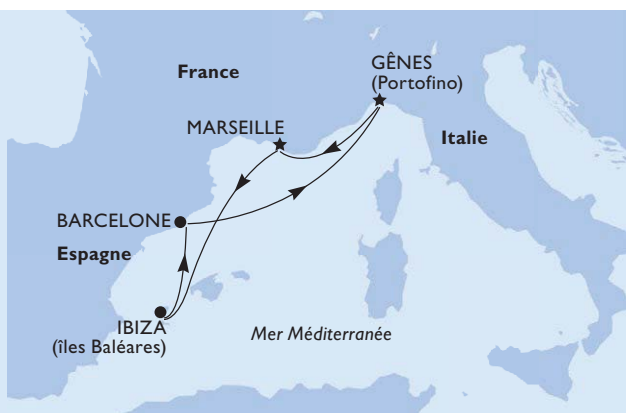 GÊNES
(Portofino)
France
MARSEILLE
Italie
BARCELONE
Espagne
IBIZA
(îles Baléares)
Mer Méditerranée